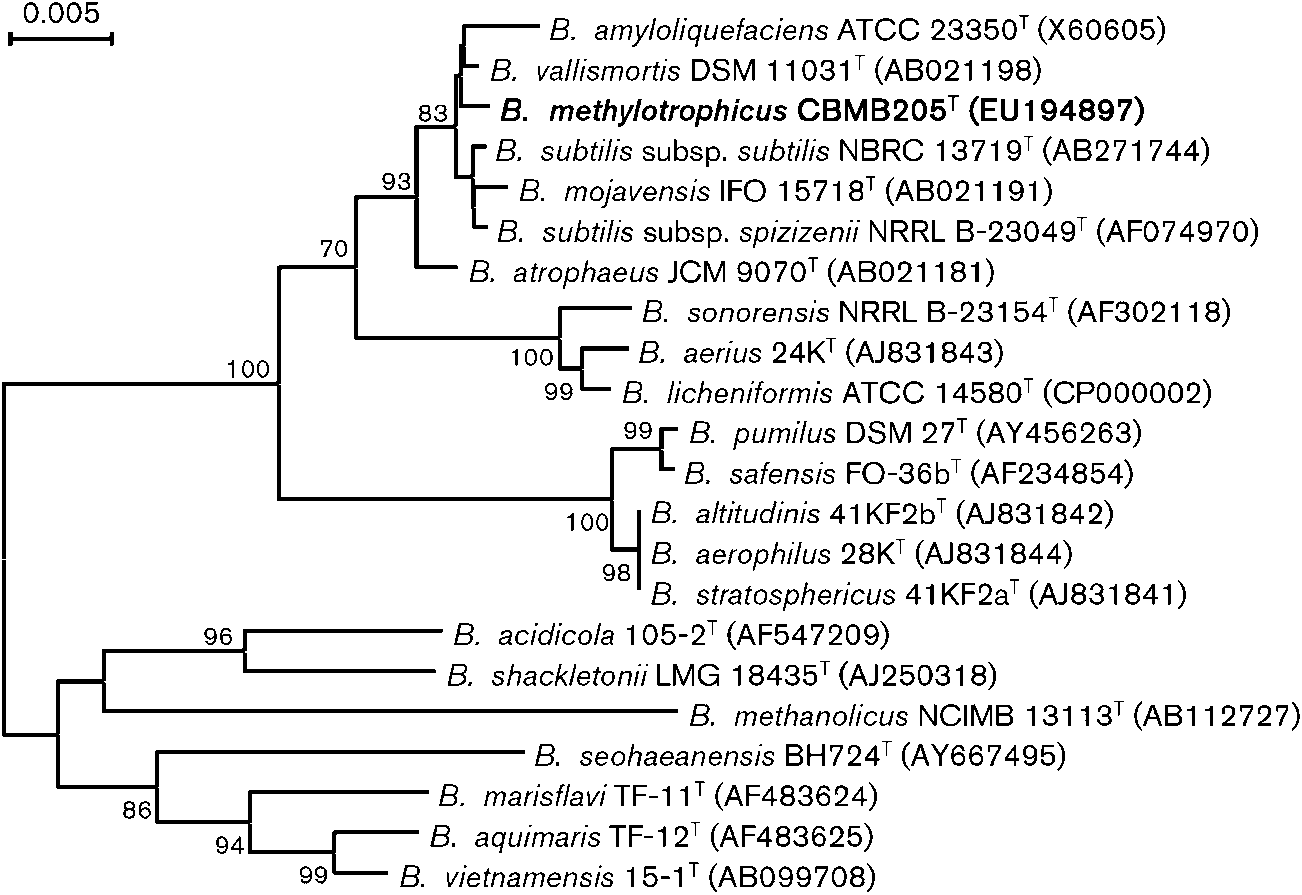 0.005
B. amyloliquefaciens ATCC 23350ᵀ (X60605)
B. vallismortis DSM 11031ᵀ (AB021198)
B. methylotrophicus CBMB205ᵀ (EU194897)
83
B. subtilis subsp. subtilis NBRC 13719ᵀ (AB271744)
93
B. mojavensis IFO 15718ᵀ (AB021191)
B. subtilis subsp. spizizenii NRRL B-23049ᵀ (AF074970)
70
B. atrophaeus JCM 9070ᵀ (AB021181)
B. sonorensis NRRL B-23154ᵀ (AF302118)
100
B. aerius 24Kᵀ (AJ831843)
100
99
B. licheniformis ATCC 14580ᵀ (CP000002)
99
B. pumilus DSM 27ᵀ (AY456263)
B. safensis FO-36bᵀ (AF234854)
B. altitudinis 41KF2bᵀ (AJ831842)
100
B. aerophilus 28Kᵀ (AJ831844)
98
B. stratosphericus 41KF2aᵀ (AJ831841)
96
B. acidicola 105-2ᵀ (AF547209)
B. shackletonii LMG 18435ᵀ (AJ250318)
B. methanolicus NCIMB 13113ᵀ (AB112727)
B. seohaeanensis BH724ᵀ (AY667495)
86
B. marisflavi TF-11ᵀ (AF483624)
94
B. aquimaris TF-12ᵀ (AF483625)
99
B. vietnamensis 15-1ᵀ (AB099708)